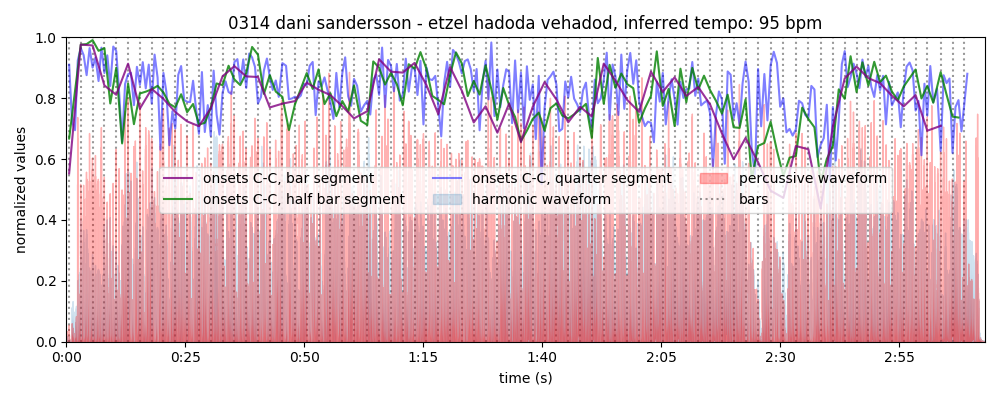 0314 dani sandersson - etzel hadoda vehadod, inferred tempo: 95 bpm
normalized values
1.0
0.8
0.6
0.4
0.2
0.0
onsets C-C, bar segment
onsets C-C, half bar segment
onsets C-C, quarter segment
harmonic waveform
percussive waveform
bars
0:00 0:25 0:50 1:15 1:40 2:05 2:30 2:55
time (s)